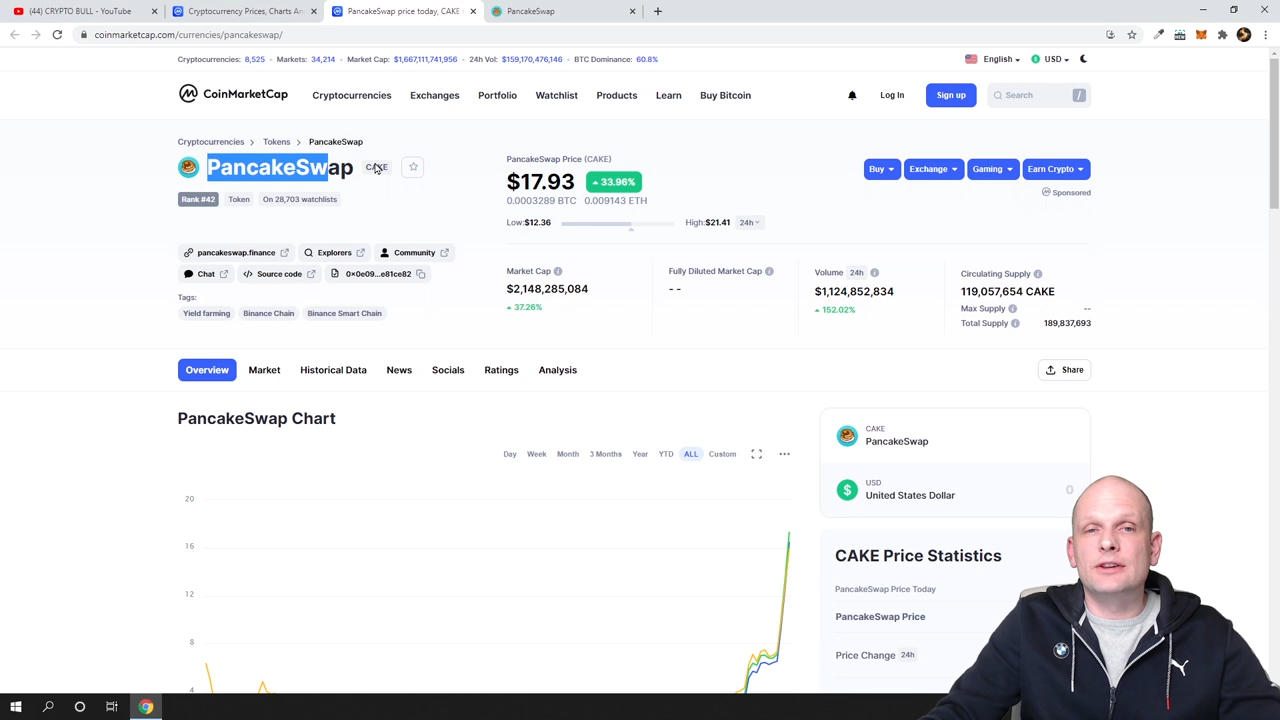 (44) CRYPTO BULL - YouTube
Cryptocurrency Prices, Charts An
PancakeSwap price today, CAKE
PancakeSwap
coinmarketcap.com/currencies/pancakeswap/
Cryptocurrencies: 8,525 Markets: 34,214 Market Cap: $1,667,111,741,956 24h Vol: $159,170,476,146 BTC Dominance: 60.8%
English USD
CoinMarketCap
Cryptocurrencies Exchanges Portfolio Watchlist Products Learn Buy Bitcoin
Log In Sign up Search /
Cryptocurrencies > Tokens > PancakeSwap
PancakeSwap CAKE
Rank #42 Token On 28,703 watchlists
PancakeSwap Price (CAKE)
$17.93 33.96%
0.0003289 BTC 0.009143 ETH
Low:$12.36 High:$21.41 24h
Buy Exchange Gaming Earn Crypto
Sponsored
pancakeswap.finance Explorers Community
Chat Source code 0x0e09...e81ce82
Tags:
Yield farming Binance Chain Binance Smart Chain
Market Cap
$2,148,285,084
37.26%
Fully Diluted Market Cap
- -
Volume 24h
$1,124,852,834
152.02%
Circulating Supply
119,057,654 CAKE
Max Supply --
Total Supply 189,837,693
Overview Market Historical Data News Socials Ratings Analysis
Share
PancakeSwap Chart
Day Week Month 3 Months Year YTD ALL Custom
20
16
12
8
4
CAKE
PancakeSwap
USD
United States Dollar
0
CAKE Price Statistics
PancakeSwap Price Today
PancakeSwap Price
Price Change 24h
BMW